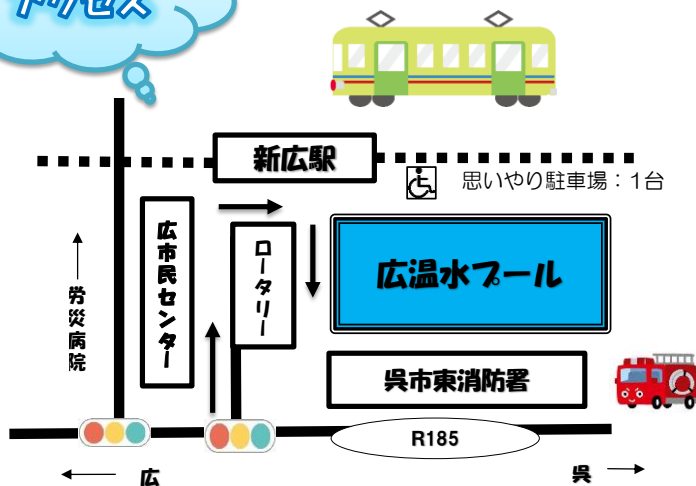 アクセス
新広駅
思いやり駐車場：1台
広市民センター
ロータリー
広温水プール
労災病院
呉市東消防署
R185
広
呉